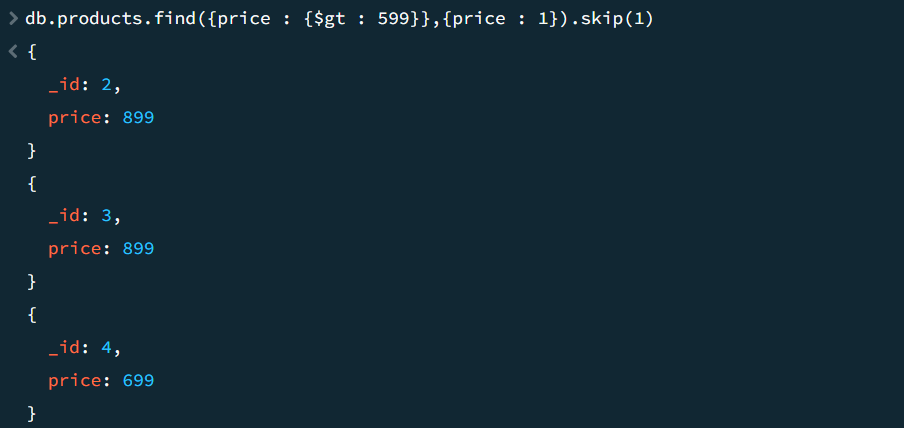 > db.products.find({price : {$gt : 599}},{price : 1}).skip(1)
< {
_id: 2,
price: 899
}
{
_id: 3,
price: 899
}
{
_id: 4,
price: 699
}